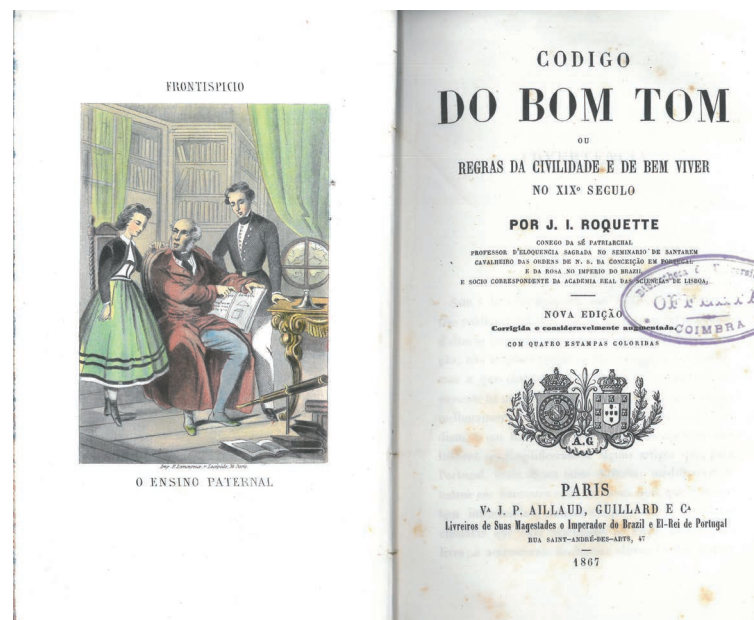 FRONTISPICIO
O ENSINO PATERNAL
CODIGO
DO BOM TOM
OU
REGRAS DA CIVILIDADE E DE BEM VIVER
NO XIXº SECULO
POR J. I. ROQUETTE
CONEGO DA SÉ PATRIARCHAL
PROFESSOR D'ELOQUENCIA SAGRADA NO SEMINARIO DE SANTAREM
CAVALHEIRO DAS ORDENS DE N. S. DA CONCEIÇÃO EM PORTUGAL
E DA ROSA NO IMPERIO DO BRAZIL
E SOCIO CORRESPONDENTE DA ACADEMIA REAL DAS SCIENCIAS DE LISBOA,
NOVA EDIÇÃO
Corrigida e consideravelmente augmentada.
COM QUATRO ESTAMPAS COLORIDAS
COIMBRA
A.G
PARIS
Vª J. P. AILLAUD, GUILLARD E Cª
Livreiros de Suas Magestades o Imperador do Brazil e El-Rei de Portugal
RUA SAINT-ANDRÉ-DES-ARTS, 47
1867